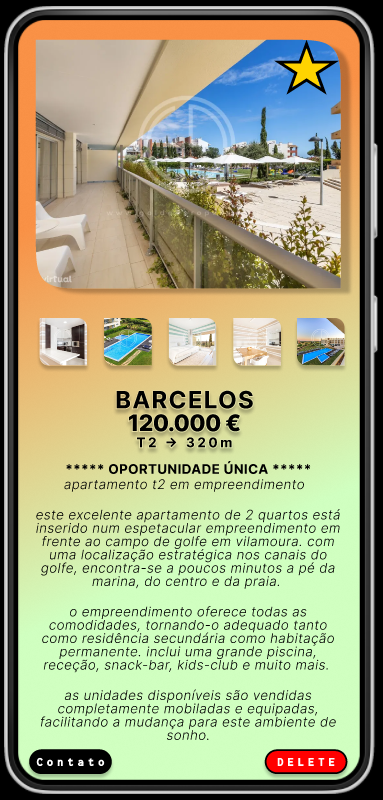 virtual
BARCELOS
120.000 €
T2 → 320m
***** OPORTUNIDADE ÚNICA *****
apartamento t2 em empreendimento
este excelente apartamento de 2 quartos está
inserido num espetacular empreendimento em
frente ao campo de golfe em vilamoura. com
uma localização estratégica nos canais do
golfe, encontra-se a poucos minutos a pé da
marina, do centro e da praia.
o empreendimento oferece todas as
comodidades, tornando-o adequado tanto
como residência secundária como habitação
permanente. inclui uma grande piscina,
receção, snack-bar, kids-club e muito mais.
as unidades disponíveis são vendidas
completamente mobiladas e equipadas,
facilitando a mudança para este ambiente de
sonho.
Contato
DELETE